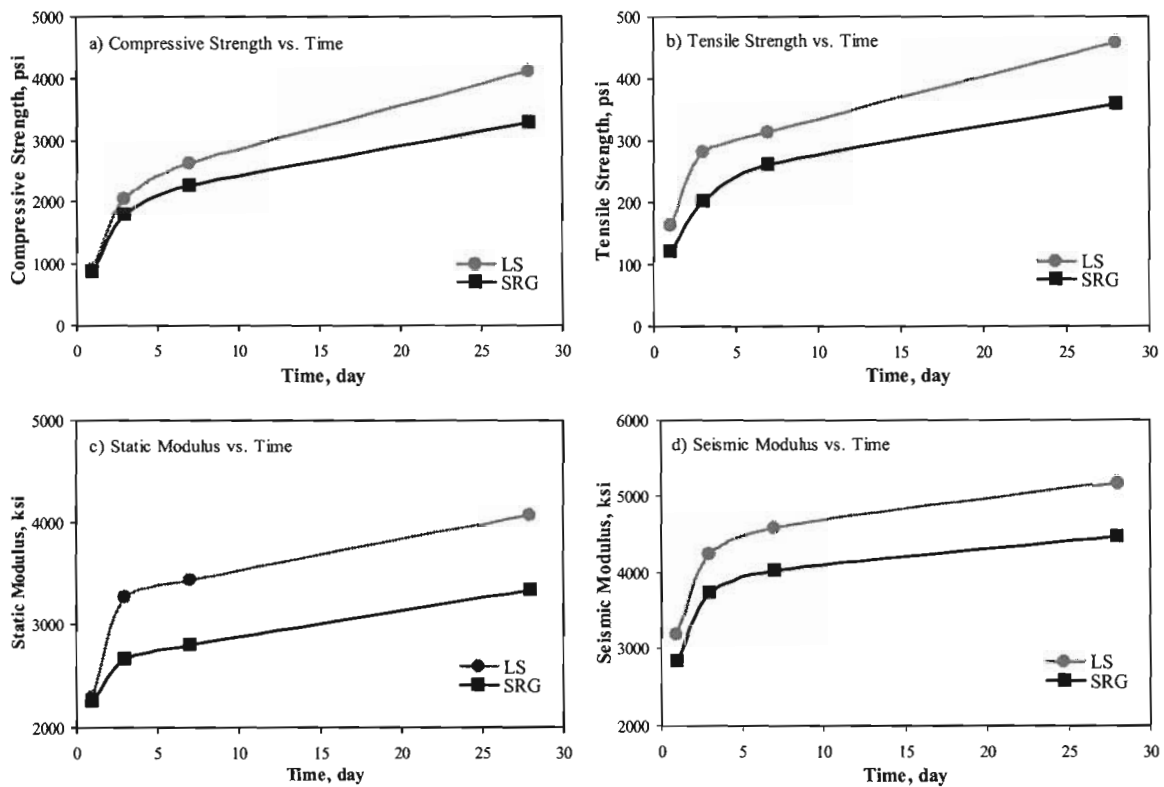 a) Compressive Strength vs. Time
Compressive Strength, psi
5000
4000
3000
2000
1000
0
LS
SRG
0 5 10 15 20 25 30
Time, day
b) Tensile Strength vs. Time
Tensile Strength, psi
500
400
300
200
100
0
LS
SRG
0 5 10 15 20 25 30
Time, day
c) Static Modulus vs. Time
Static Modulus, ksi
5000
4000
3000
2000
LS
SRG
0 5 10 15 20 25 30
Time, day
d) Seismic Modulus vs. Time
Seismic Modulus, ksi
6000
5000
4000
3000
2000
LS
SRG
0 5 10 15 20 25 30
Time, day